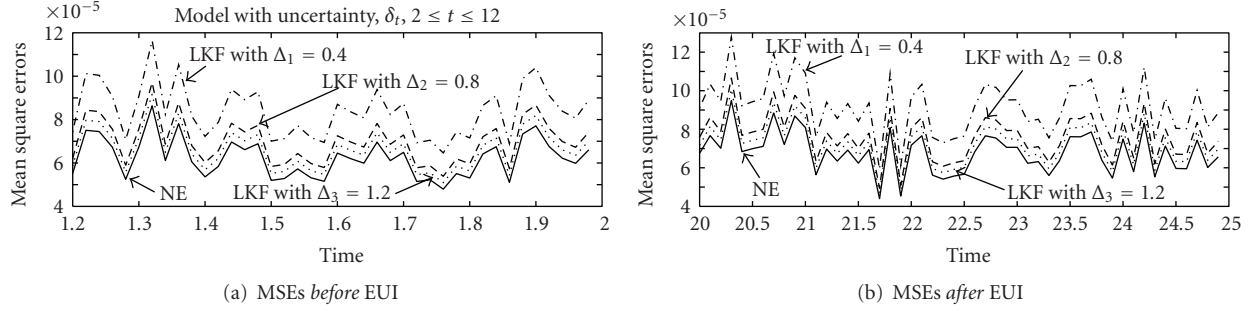 Model with uncertainty, δt, 2 ≤ t ≤ 12
×10−5
12
10
8
6
4
Mean square errors
LKF with Δ1 = 0.4
LKF with Δ2 = 0.8
NE
LKF with Δ3 = 1.2
1.2 1.3 1.4 1.5 1.6 1.7 1.8 1.9 2
Time
(a) MSEs before EUI
×10−5
12
10
8
6
4
Mean square errors
LKF with Δ1 = 0.4
LKF with Δ2 = 0.8
NE
LKF with Δ3 = 1.2
20 20.5 21 21.5 22 22.5 23 23.5 24 24.5 25
Time
(b) MSEs after EUI